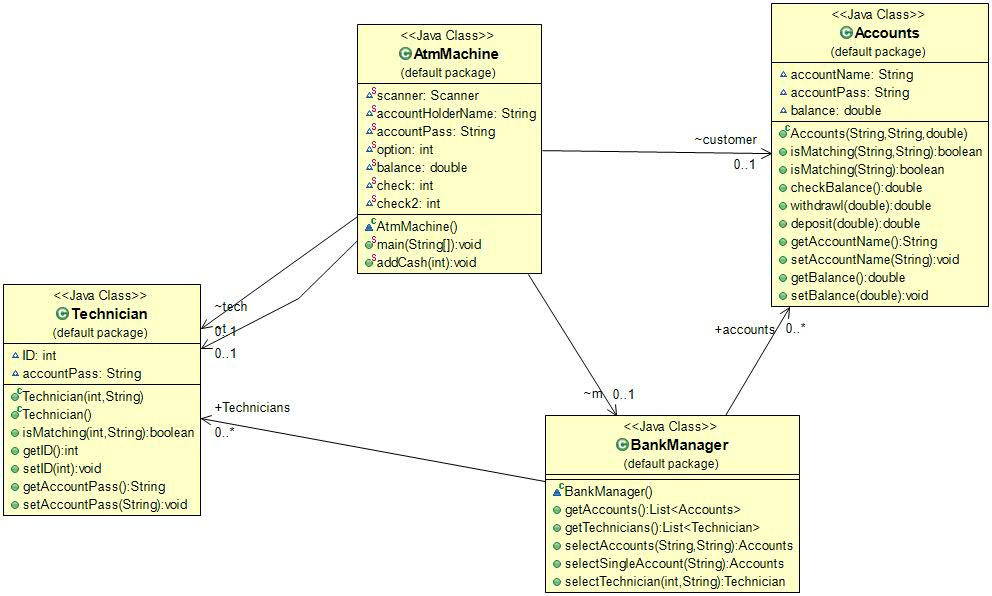 <<Java Class>>
AtmMachine
(default package)
scanner: Scanner
accountHolderName: String
accountPass: String
option: int
balance: double
check: int
check2: int
AtmMachine()
main(String[]):void
addCash(int):void
<<Java Class>>
Accounts
(default package)
accountName: String
accountPass: String
balance: double
Accounts(String,String,double)
isMatching(String,String):boolean
isMatching(String):boolean
checkBalance():double
withdrawl(double):double
deposit(double):double
getAccountName():String
setAccountName(String):void
getBalance():double
setBalance(double):void
~customer
0..1
<<Java Class>>
Technician
(default package)
ID: int
accountPass: String
Technician(int,String)
Technician()
isMatching(int,String):boolean
getID():int
setID(int):void
getAccountPass():String
setAccountPass(String):void
~tech
0..1
0..1
+Technicians
0..*
~m
0..1
+accounts
0..*
<<Java Class>>
BankManager
(default package)
BankManager()
getAccounts():List<Accounts>
getTechnicians():List<Technician>
selectAccounts(String,String):Accounts
selectSingleAccount(String):Accounts
selectTechnician(int,String):Technician